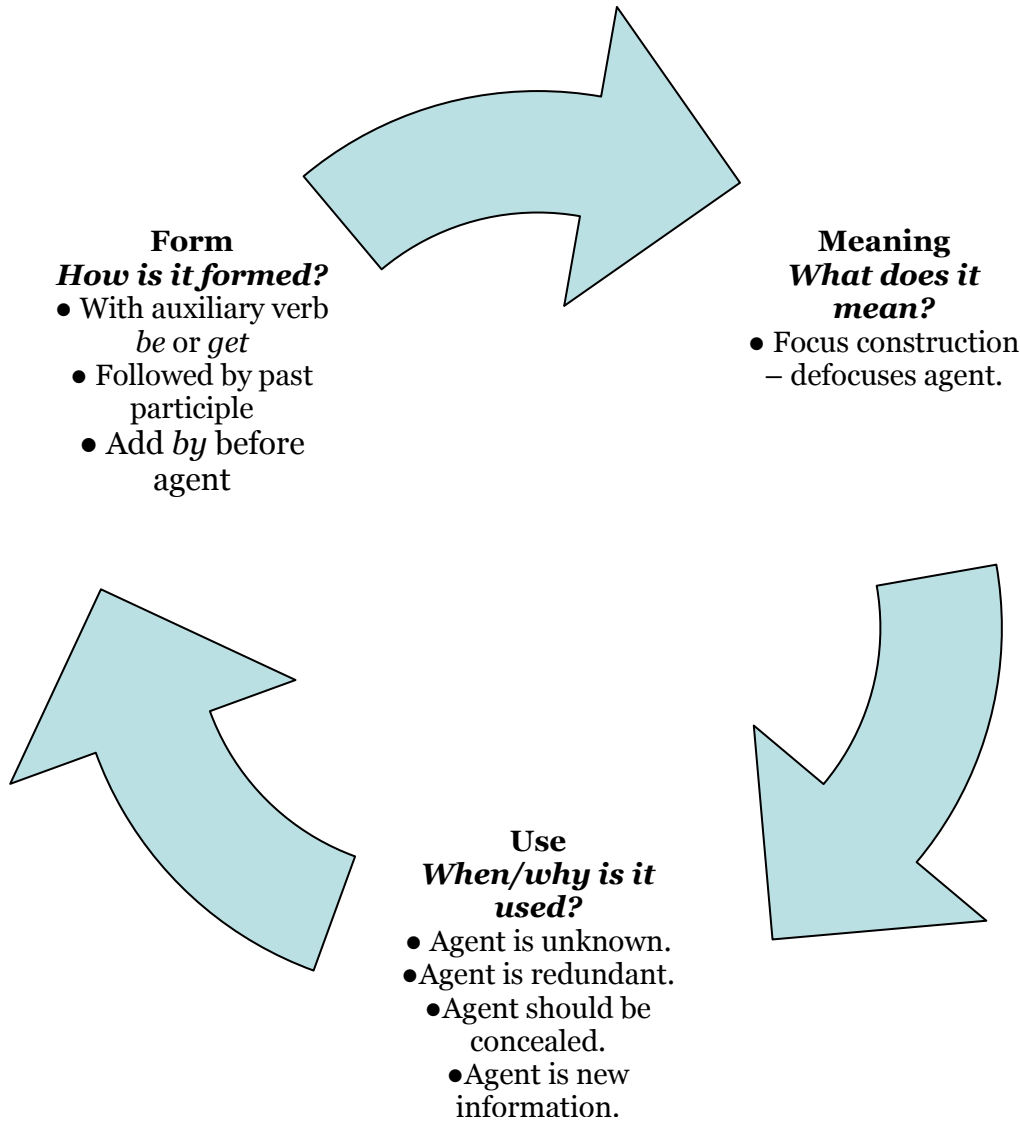 Form
How is it formed?
● With auxiliary verb
be or get
● Followed by past
participle
● Add by before
agent
Meaning
What does it
mean?
● Focus construction
– defocuses agent.
Use
When/why is it
used?
● Agent is unknown.
●Agent is redundant.
●Agent should be
concealed.
●Agent is new
information.